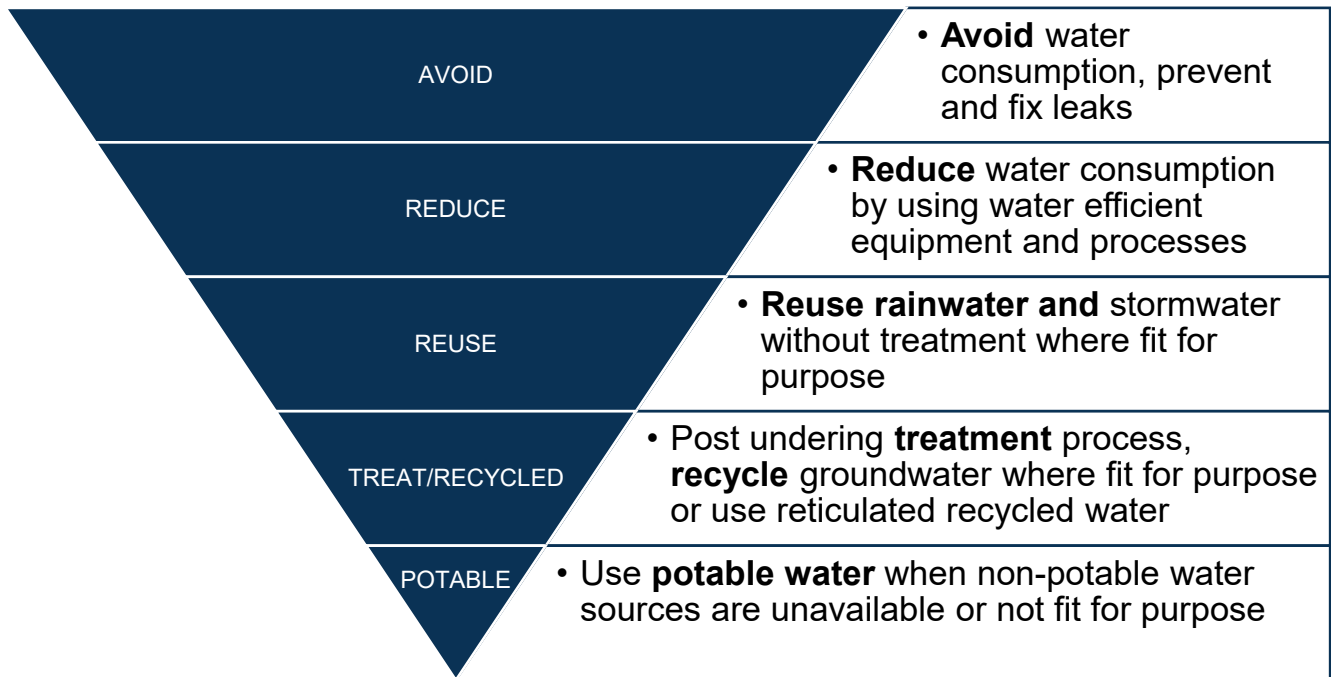 AVOID
• Avoid water
consumption, prevent
and fix leaks
REDUCE
• Reduce water consumption
by using water efficient
equipment and processes
REUSE
• Reuse rainwater and stormwater
without treatment where fit for
purpose
TREAT/RECYCLED
• Post undering treatment process,
recycle groundwater where fit for purpose
or use reticulated recycled water
POTABLE
• Use potable water when non-potable water
sources are unavailable or not fit for purpose